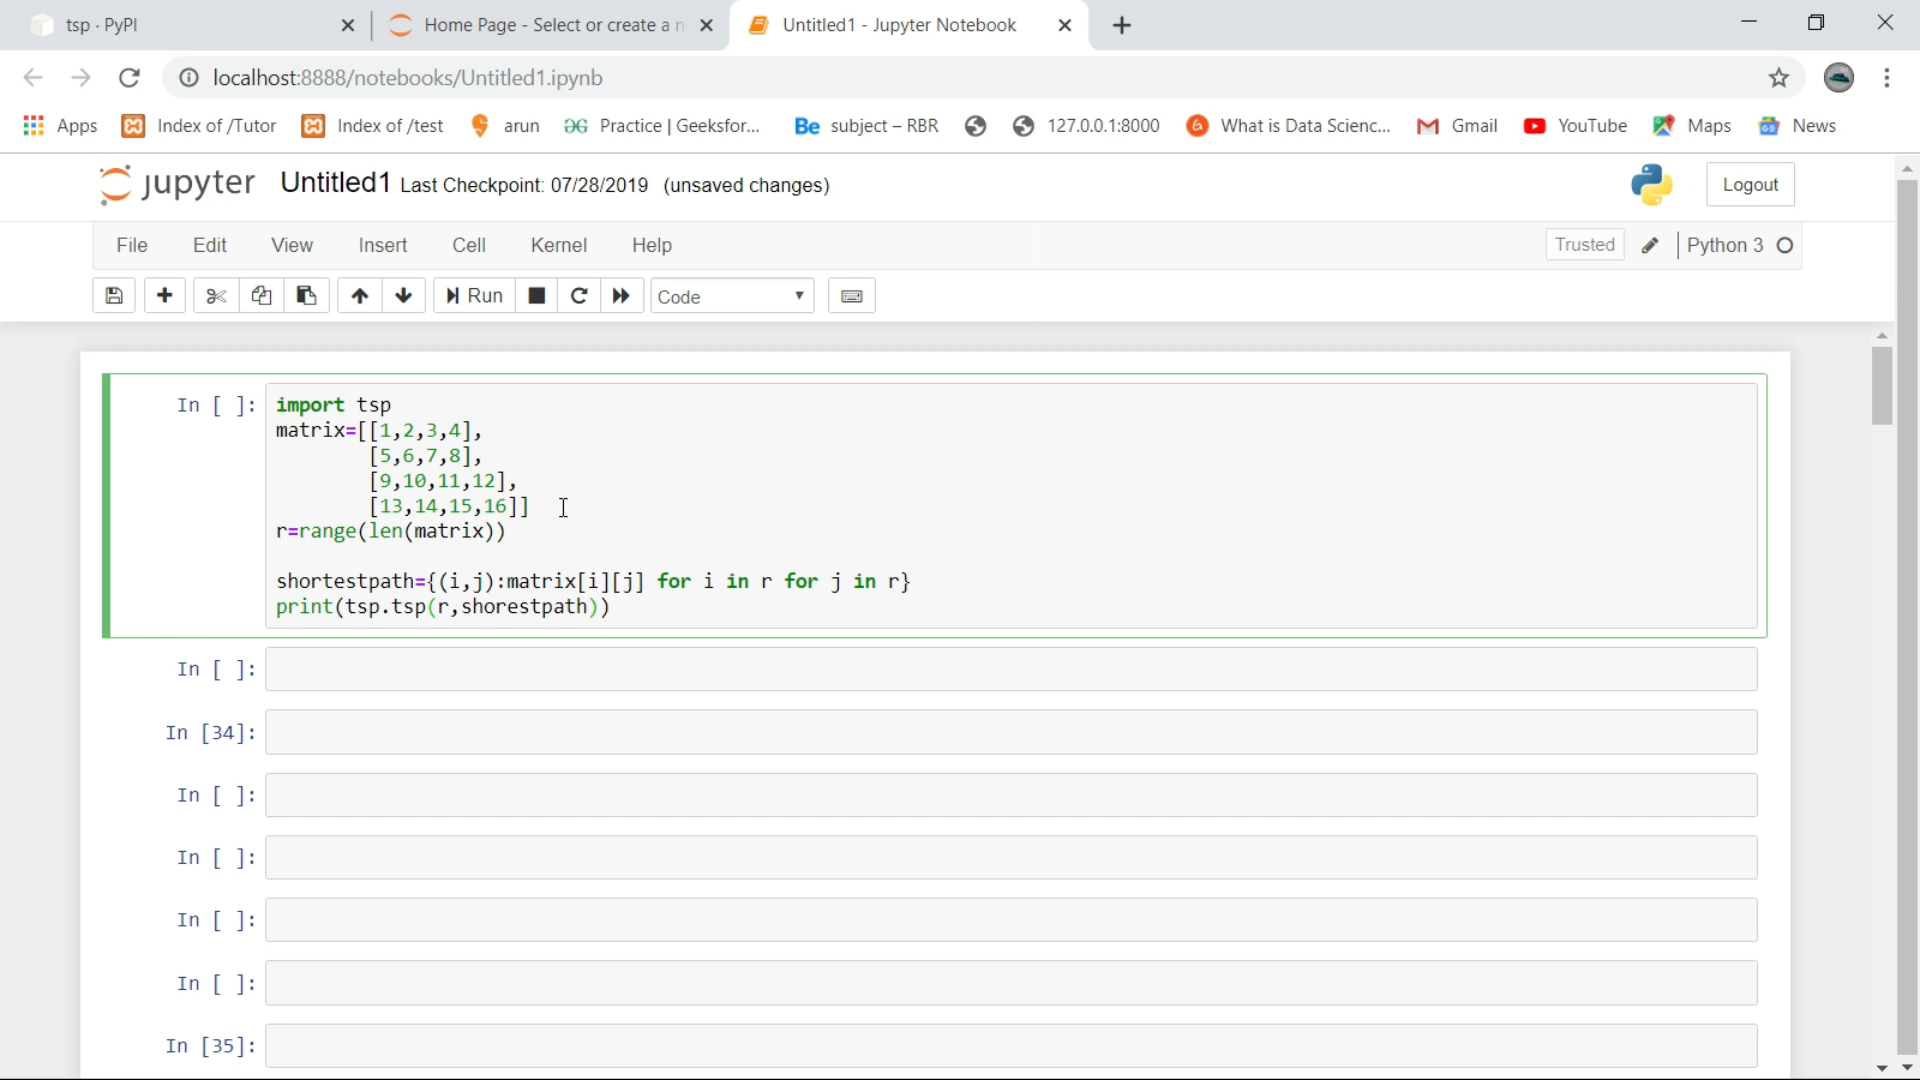 tsp · PyPI
Home Page - Select or create a n
Untitled1 - Jupyter Notebook
localhost:8888/notebooks/Untitled1.ipynb
Apps
Index of /Tutor
Index of /test
arun
Practice | Geeksfor...
Be subject – RBR
127.0.0.1:8000
What is Data Scienc...
Gmail
YouTube
Maps
News
jupyter Untitled1 Last Checkpoint: 07/28/2019 (unsaved changes)
Logout
File Edit View Insert Cell Kernel Help
Trusted
Python 3
Run
Code
In [ ]: import tsp
matrix=[[1,2,3,4],
[5,6,7,8],
[9,10,11,12],
[13,14,15,16]]
r=range(len(matrix))
shortestpath={(i,j):matrix[i][j] for i in r for j in r}
print(tsp.tsp(r,shorestpath))
In [ ]:
In [34]:
In [ ]:
In [ ]:
In [ ]:
In [ ]:
In [35]: